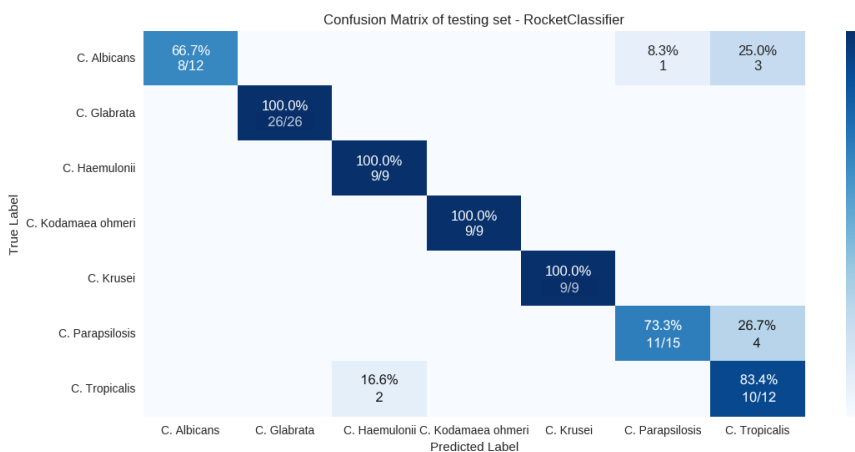 Confusion Matrix of testing set - RocketClassifier
True Label
C. Albicans
66.7%
8/12
8.3%
1
25.0%
3
C. Glabrata
100.0%
26/26
C. Haemulonii
100.0%
9/9
C. Kodamaea ohmeri
100.0%
9/9
C. Krusei
100.0%
9/9
C. Parapsilosis
73.3%
11/15
26.7%
4
C. Tropicalis
16.6%
2
83.4%
10/12
C. Albicans C. Glabrata C. Haemulonii C. Kodamaea ohmeri C. Krusei C. Parapsilosis C. Tropicalis
Predicted Label